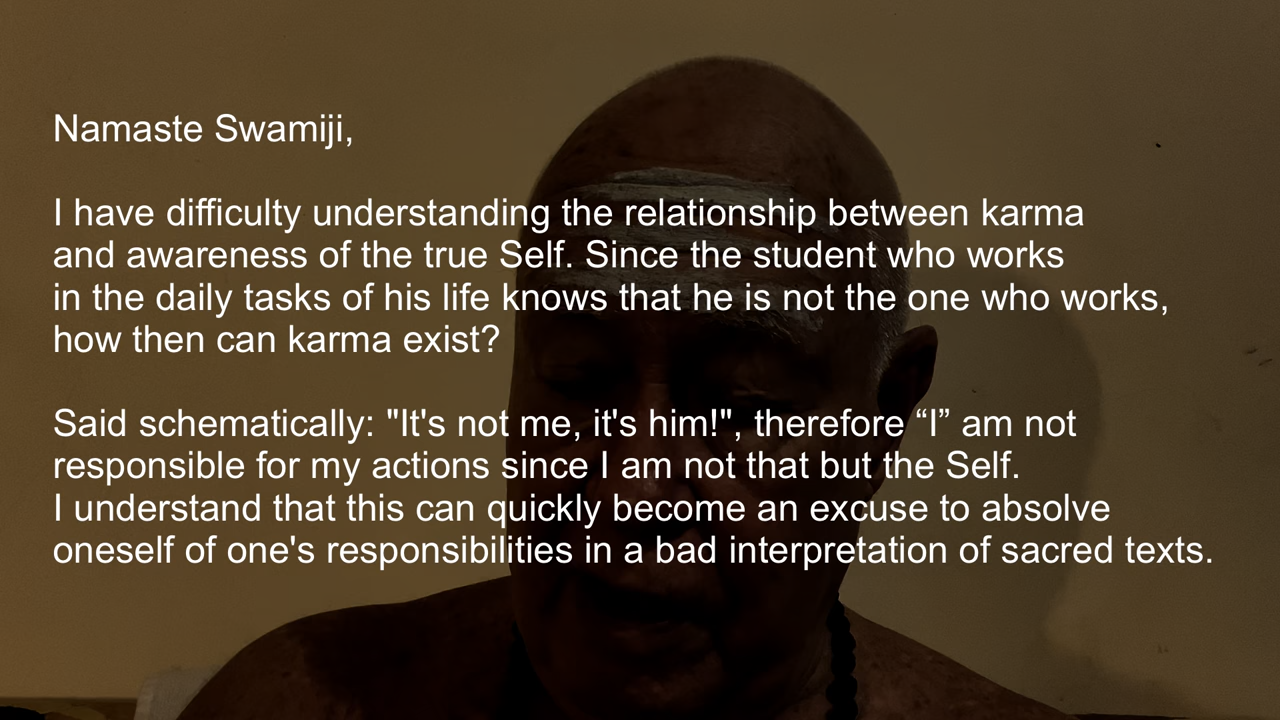 Namaste Swamiji,
I have difficulty understanding the relationship between karma
and awareness of the true Self. Since the student who works
in the daily tasks of his life knows that he is not the one who works,
how then can karma exist?
Said schematically: "It's not me, it's him!", therefore “I” am not
responsible for my actions since I am not that but the Self.
I understand that this can quickly become an excuse to absolve
oneself of one's responsibilities in a bad interpretation of sacred texts.